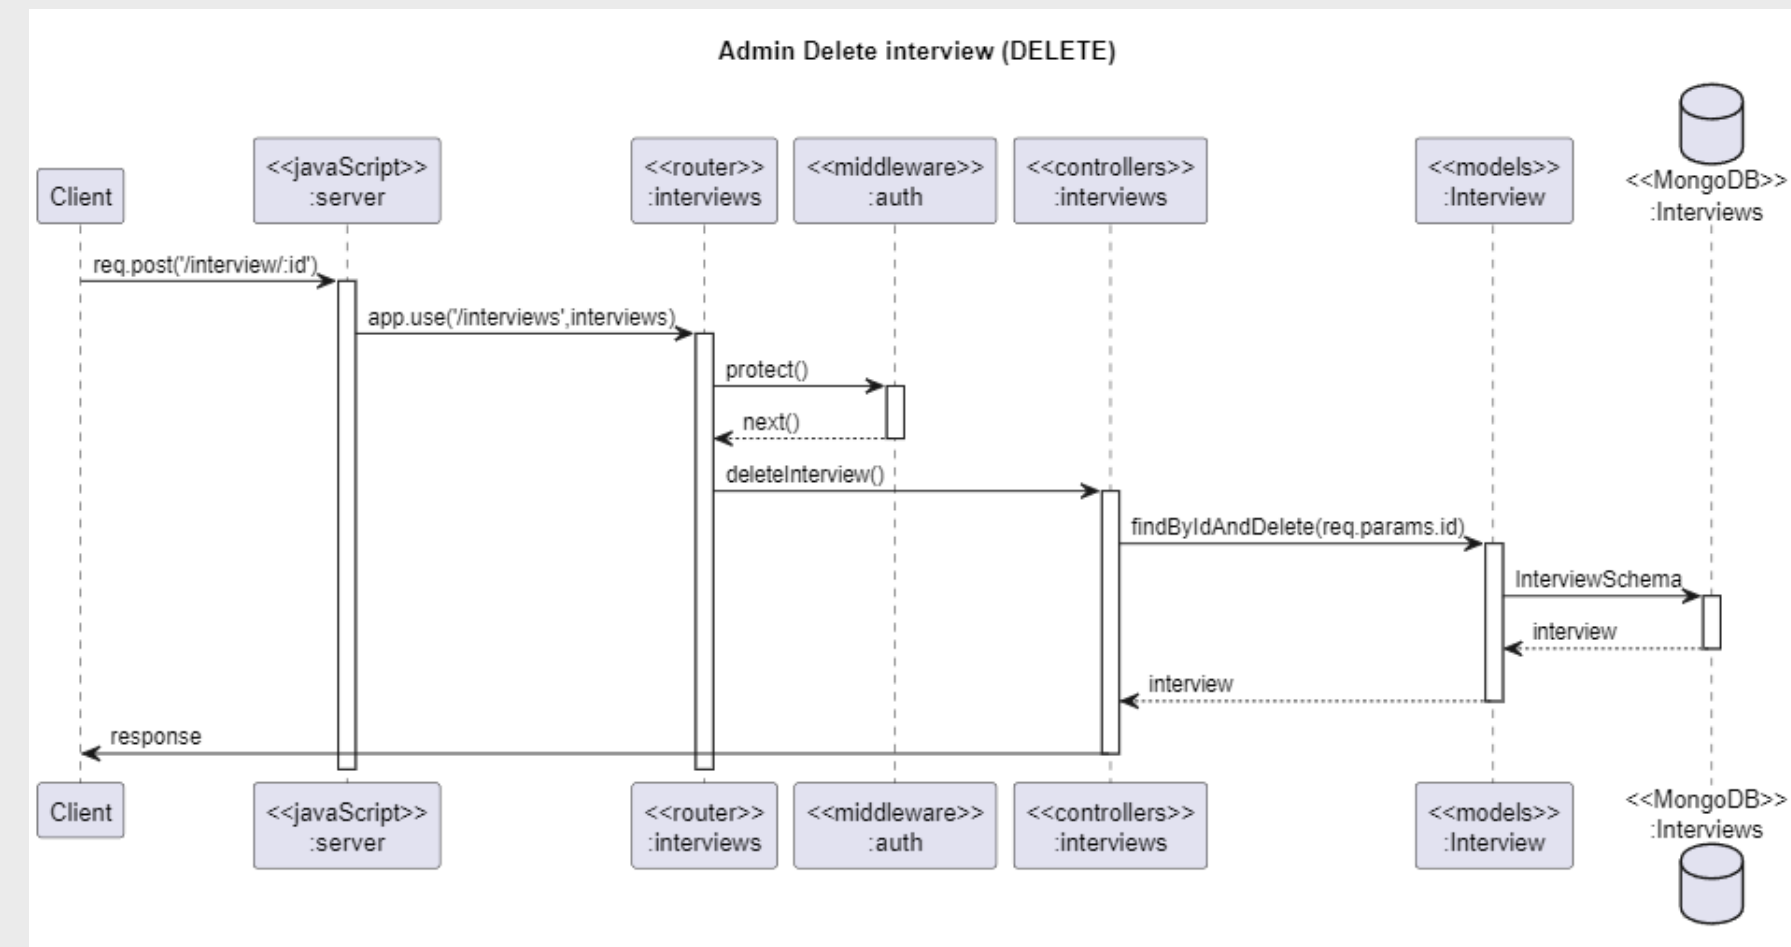 Admin Delete interview (DELETE)
Client
<<javaScript>>
:server
<<router>>
:interviews
<<middleware>>
:auth
<<controllers>>
:interviews
<<models>>
:Interview
<<MongoDB>>
:Interviews
req.post('/interview/:id')
app.use('/interviews',interviews)
protect()
next()
deleteInterview()
findByIdAndDelete(req.params.id)
InterviewSchema
interview
interview
response
Client
<<javaScript>>
:server
<<router>>
:interviews
<<middleware>>
:auth
<<controllers>>
:interviews
<<models>>
:Interview
<<MongoDB>>
:Interviews